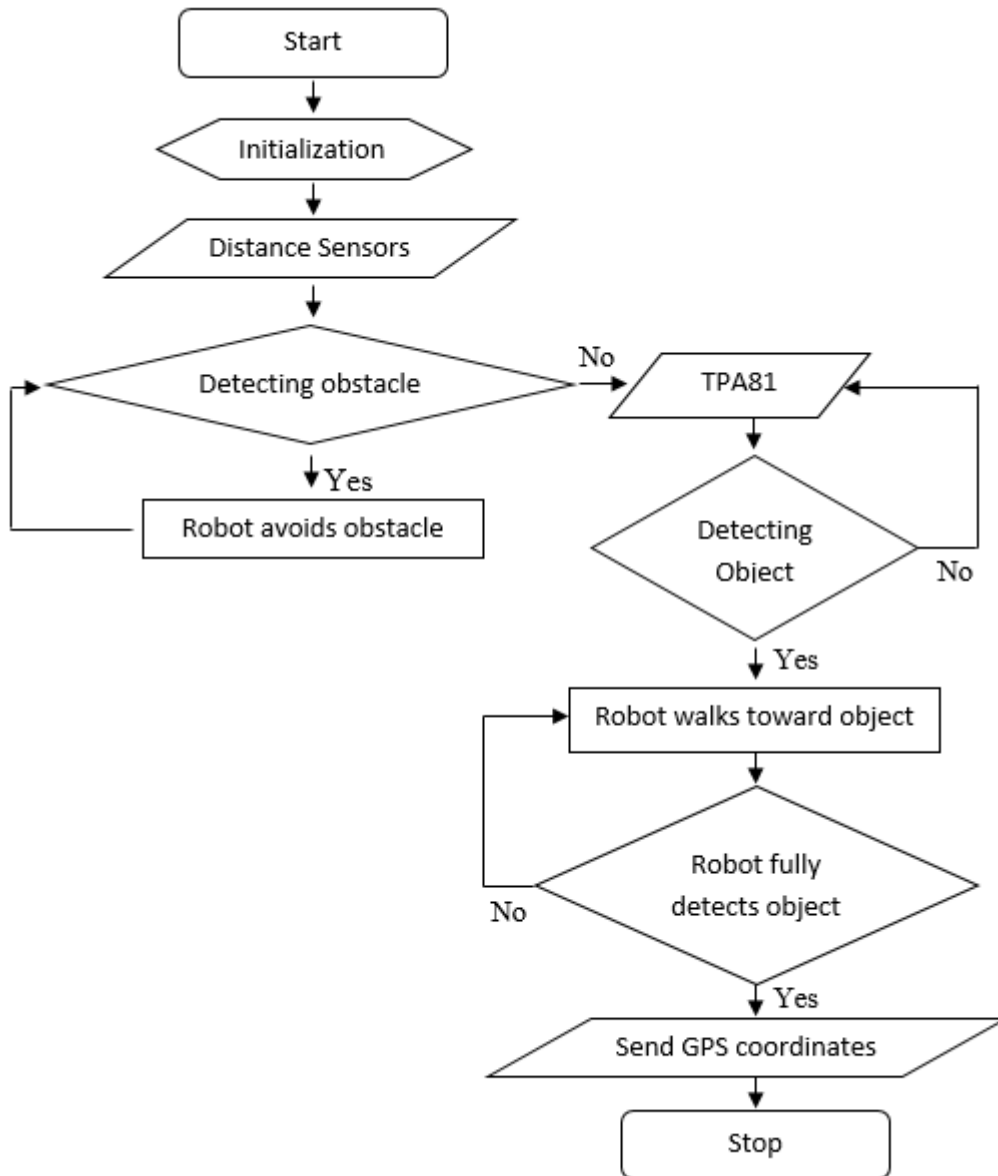 Start
Initialization
Distance Sensors
Detecting obstacle
No
TPA81
Yes
Robot avoids obstacle
Detecting
Object
No
Yes
Robot walks toward object
Robot fully
detects object
No
Yes
Send GPS coordinates
Stop